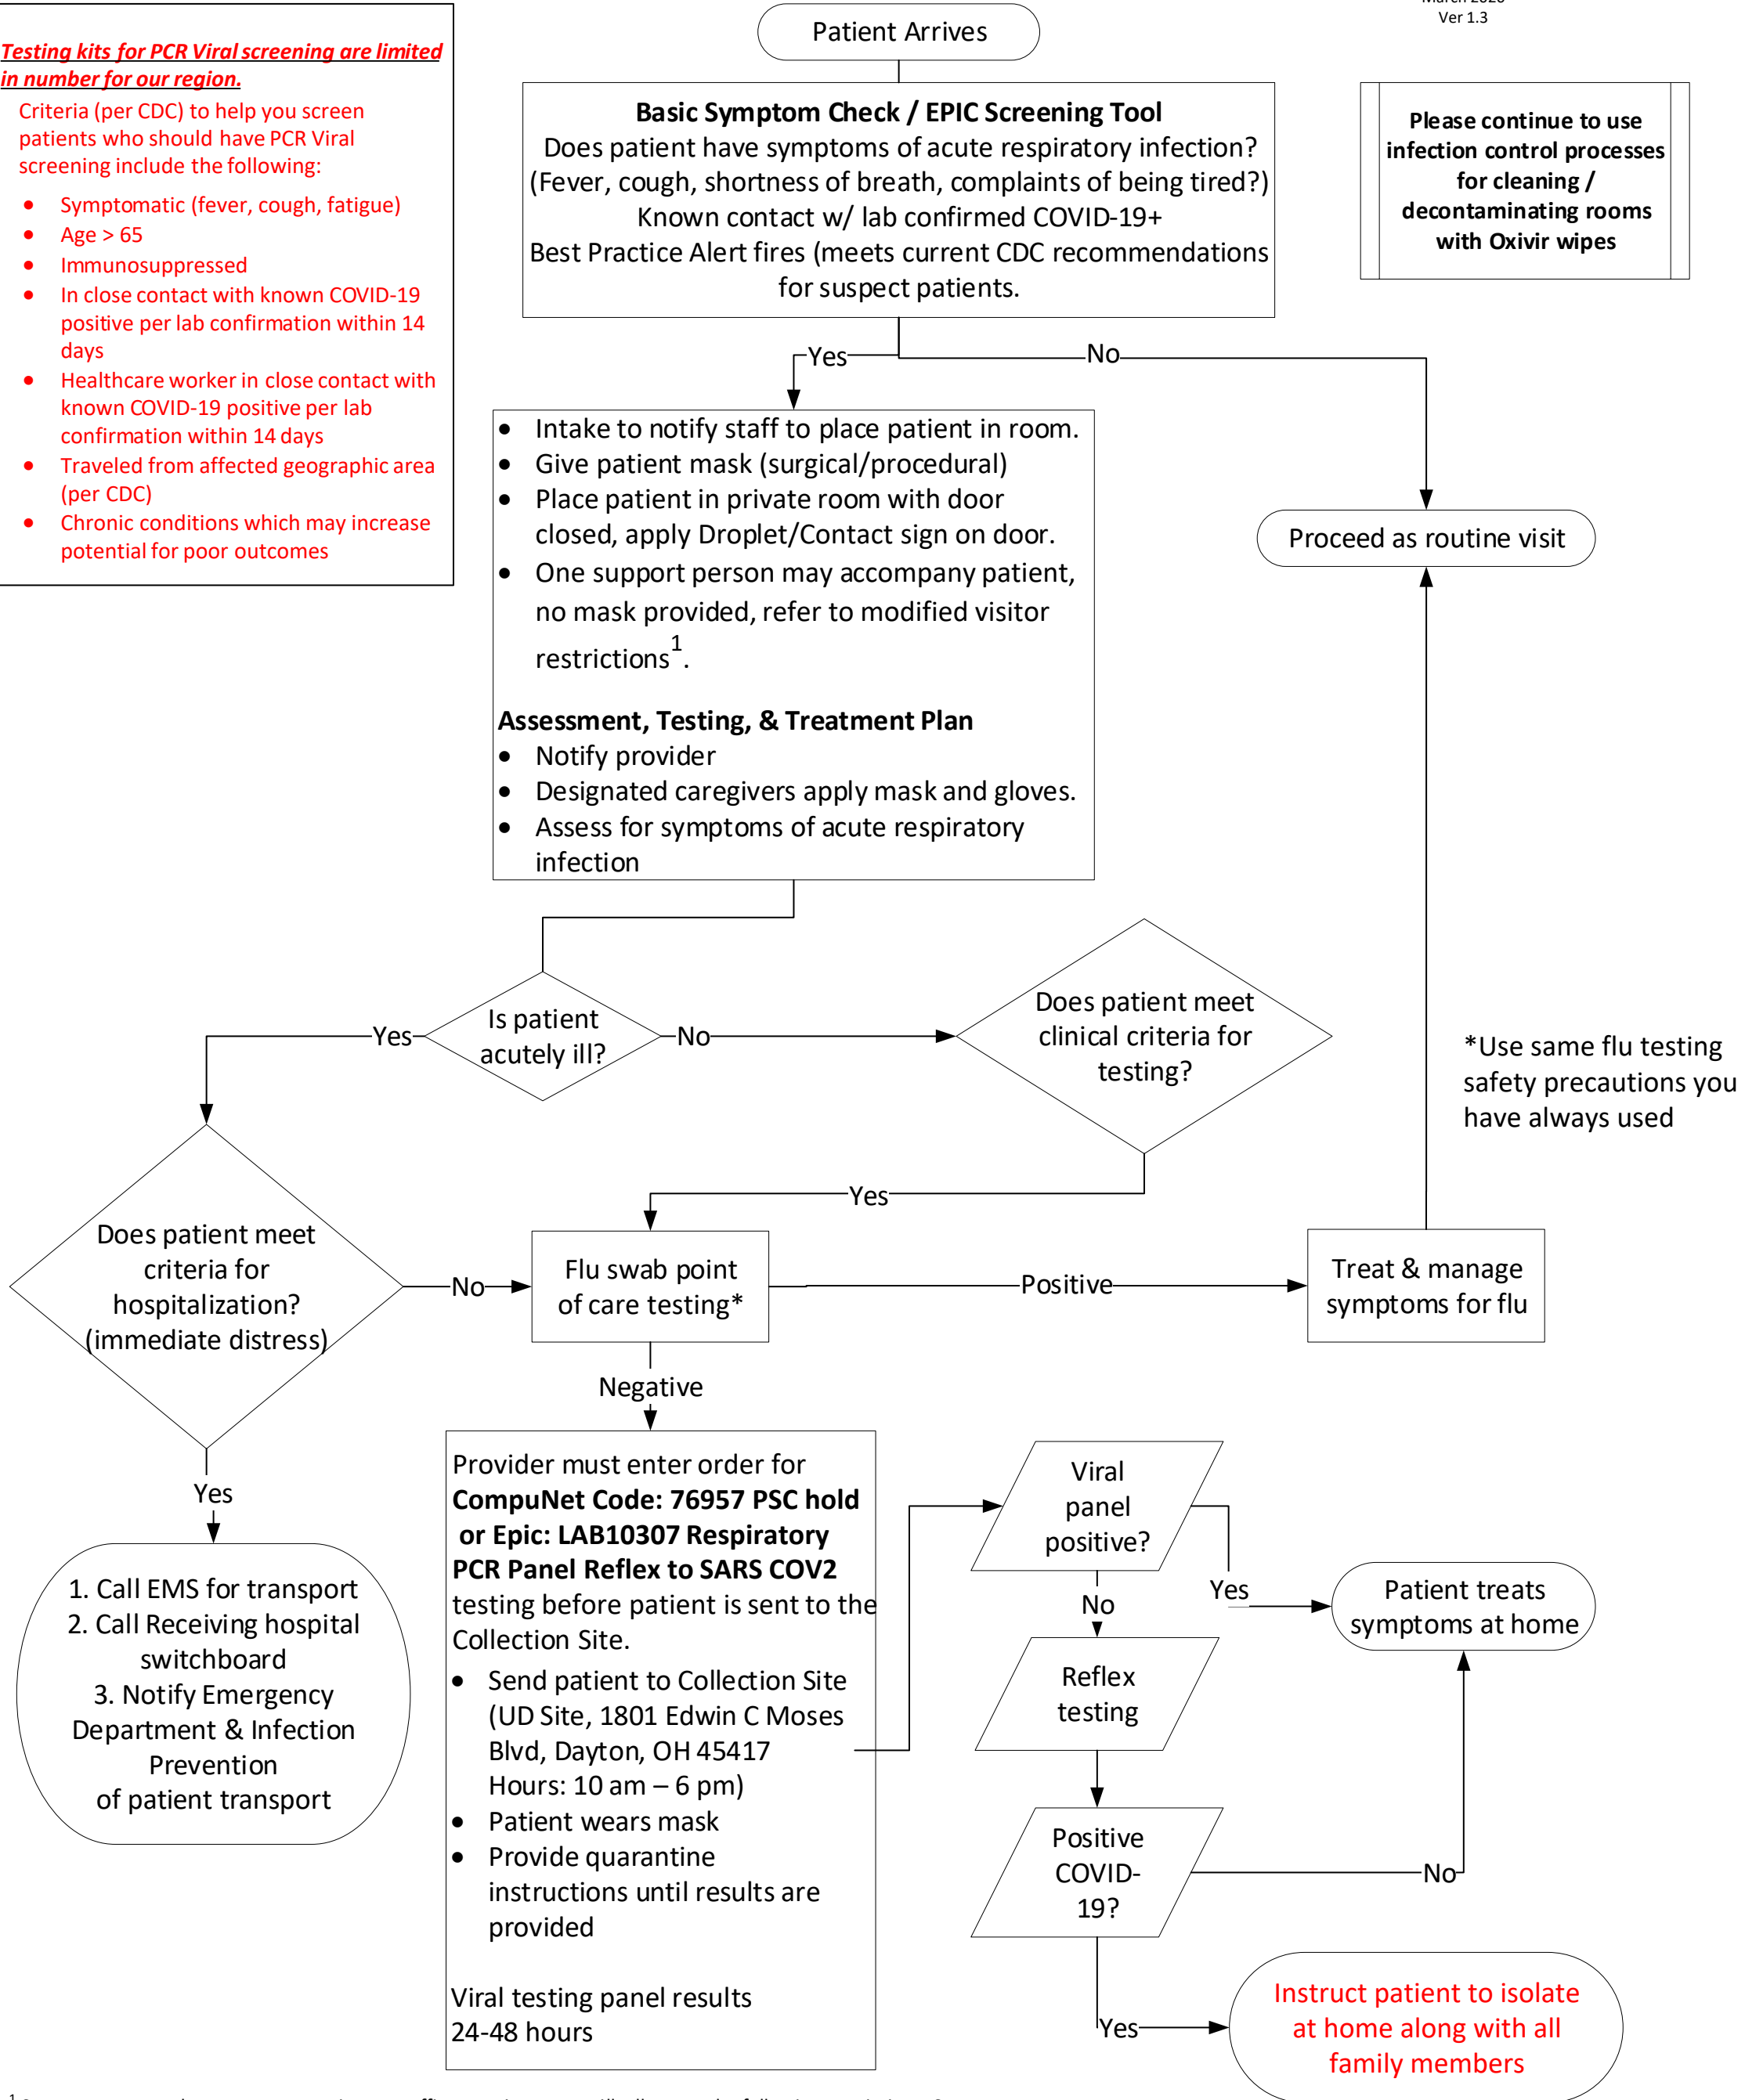 Ver 1.3
Testing kits for PCR Viral screening are limited
in number for our region.
Criteria (per CDC) to help you screen
patients who should have PCR Viral
screening include the following:
• Symptomatic (fever, cough, fatigue)
• Age > 65
• Immunosuppressed
• In close contact with known COVID-19
positive per lab confirmation within 14
days
• Healthcare worker in close contact with
known COVID-19 positive per lab
confirmation within 14 days
• Traveled from affected geographic area
(per CDC)
• Chronic conditions which may increase
potential for poor outcomes
Patient Arrives
Basic Symptom Check / EPIC Screening Tool
Does patient have symptoms of acute respiratory infection?
(Fever, cough, shortness of breath, complaints of being tired?)
Known contact w/ lab confirmed COVID-19+
Best Practice Alert fires (meets current CDC recommendations
for suspect patients.
Please continue to use
infection control processes
for cleaning /
decontaminating rooms
with Oxivir wipes
Yes
No
• Intake to notify staff to place patient in room.
• Give patient mask (surgical/procedural)
• Place patient in private room with door
closed, apply Droplet/Contact sign on door.
• One support person may accompany patient,
no mask provided, refer to modified visitor
restrictions1.
Assessment, Testing, & Treatment Plan
• Notify provider
• Designated caregivers apply mask and gloves.
• Assess for symptoms of acute respiratory
infection
Proceed as routine visit
Is patient
acutely ill?
Yes
No
Does patient meet
clinical criteria for
testing?
*Use same flu testing
safety precautions you
have always used
Yes
Does patient meet
criteria for
hospitalization?
(immediate distress)
No
Flu swab point
of care testing*
Positive
Treat & manage
symptoms for flu
Negative
Yes
1. Call EMS for transport
2. Call Receiving hospital
switchboard
3. Notify Emergency
Department & Infection
Prevention
of patient transport
Provider must enter order for
CompuNet Code: 76957 PSC hold
or Epic: LAB10307 Respiratory
PCR Panel Reflex to SARS COV2
testing before patient is sent to the
Collection Site.
• Send patient to Collection Site
(UD Site, 1801 Edwin C Moses
Blvd, Dayton, OH 45417
Hours: 10 am – 6 pm)
• Patient wears mask
• Provide quarantine
instructions until results are
provided
Viral testing panel results
24-48 hours
Viral
panel
positive?
Yes
No
Patient treats
symptoms at home
Reflex
testing
Positive
COVID-
19?
No
Yes
Instruct patient to isolate
at home along with all
family members